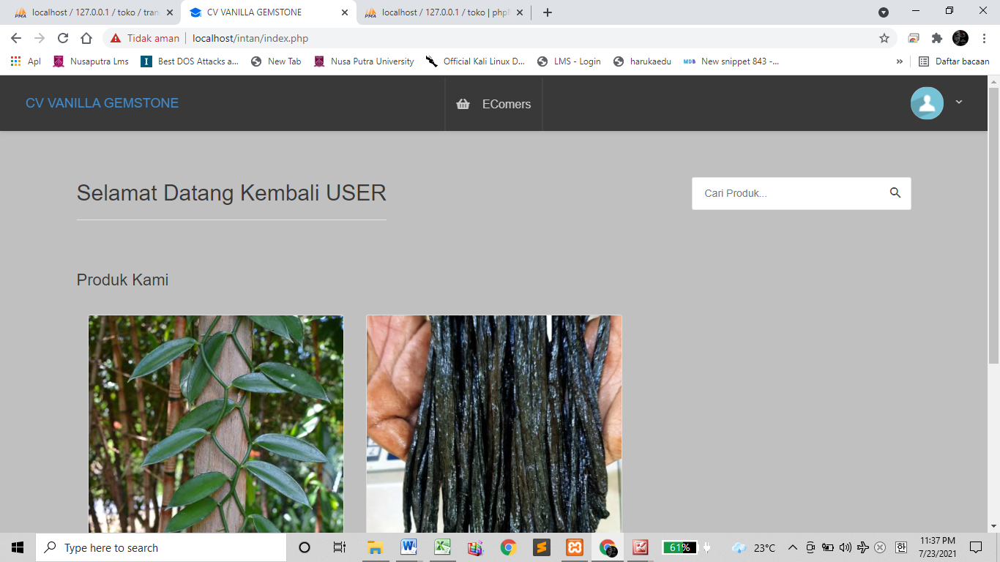 localhost / 127.0.0.1 / toko / tran
CV VANILLA GEMSTONE
localhost / 127.0.0.1 / toko | php
Tidak aman
localhost/intan/index.php
Apl
Nusaputra Lms
Best DOS Attacks a...
New Tab
Nusa Putra University
Official Kali Linux D...
LMS - Login
harukaedu
MDB
New snippet 843 -...
»
Daftar bacaan
CV VANILLA GEMSTONE
EComers
Selamat Datang Kembali USER
Cari Produk...
Produk Kami
Type here to search
61%
23°C
한
11:37 PM
7/23/2021